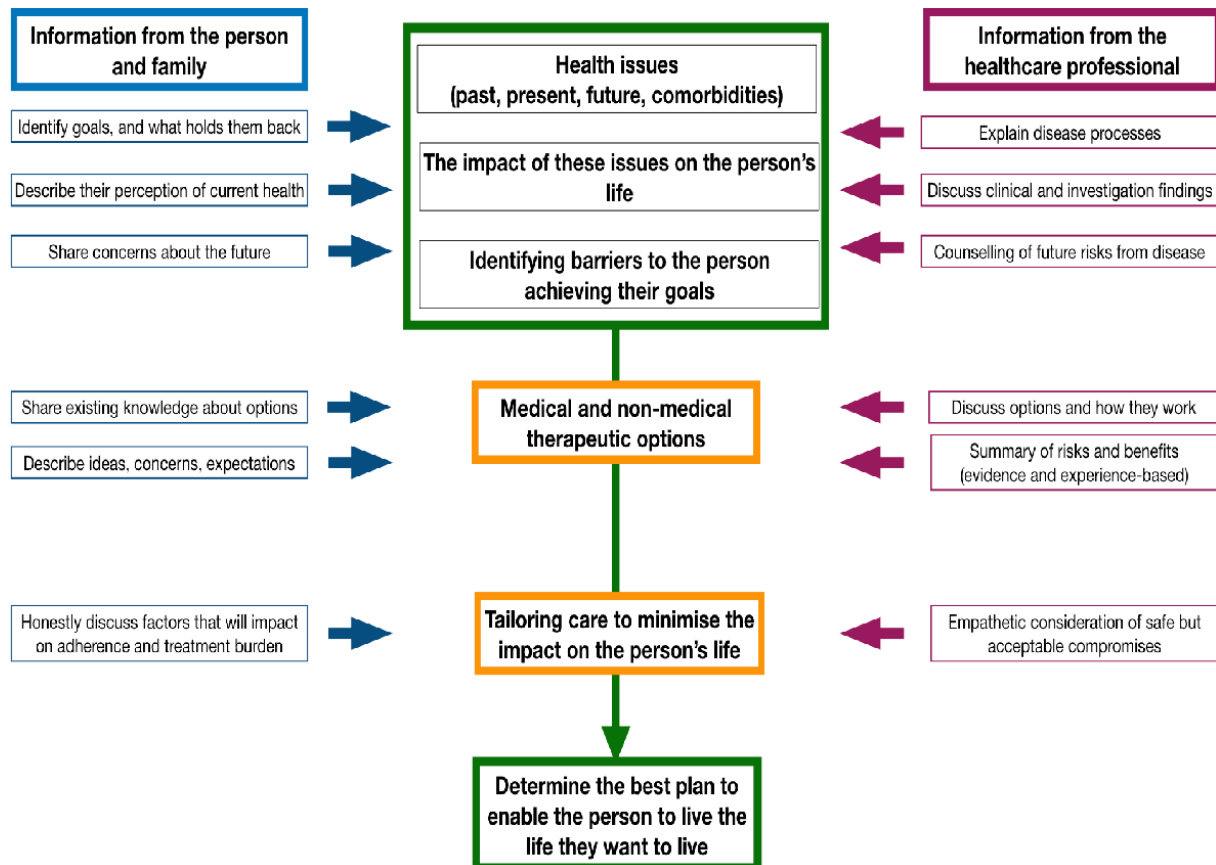 Information from the person
and family
Health issues
(past, present, future, comorbidities)
Information from the
healthcare professional
Identify goals, and what holds them back
Explain disease processes
The impact of these issues on the person's
life
Describe their perception of current health
Discuss clinical and investigation findings
Share concerns about the future
Identifying barriers to the person
achieving their goals
Counselling of future risks from disease
Share existing knowledge about options
Medical and non-medical
therapeutic options
Discuss options and how they work
Describe ideas, concerns, expectations
Summary of risks and benefits
(evidence and experience-based)
Honestly discuss factors that will impact
on adherence and treatment burden
Tailoring care to minimise the
impact on the person's life
Empathetic consideration of safe but
acceptable compromises
Determine the best plan to
enable the person to live the
life they want to live